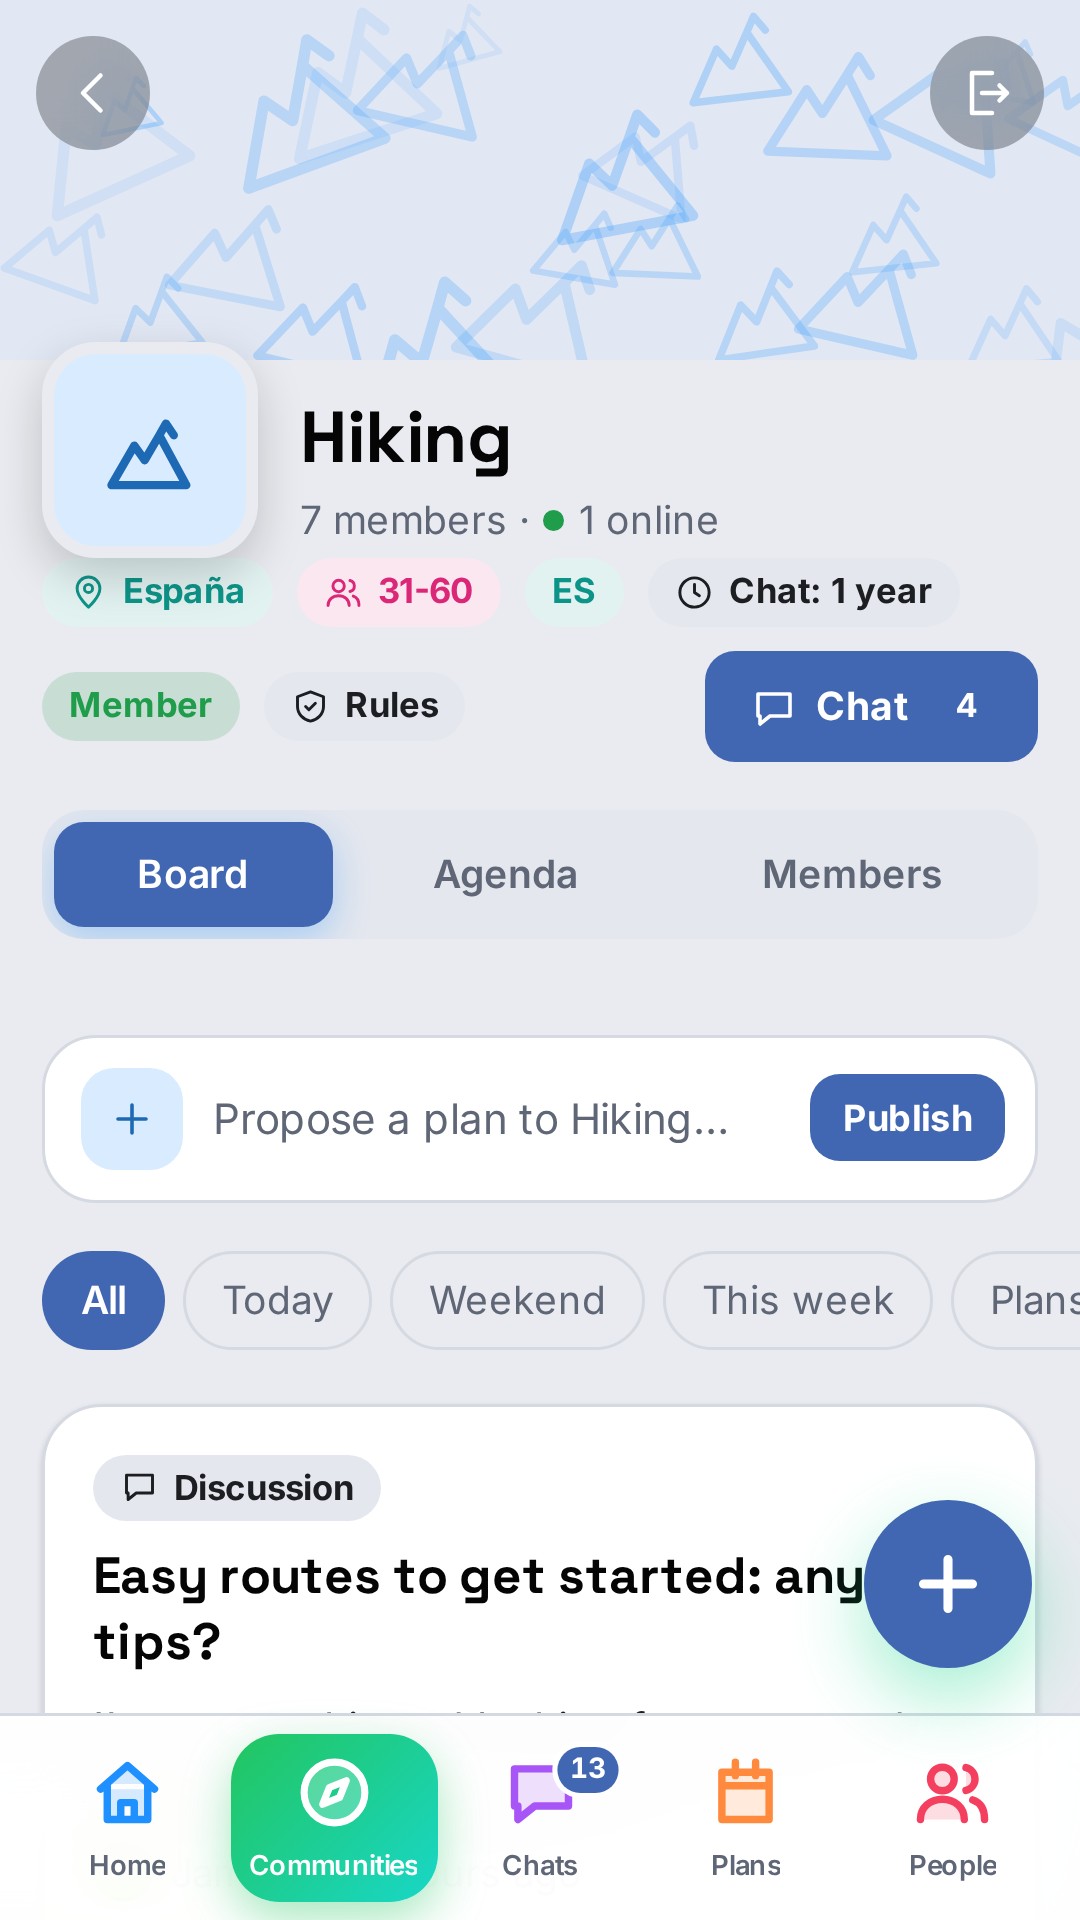 Hiking
7 members · 1 online
España
31-60
ES
Chat: 1 year
Member
Rules
Chat 4
Board
Agenda
Members
Propose a plan to Hiking...
Publish
All
Today
Weekend
This week
Plans
Discussion
Easy routes to get started: any
tips?
13
Home
Communities
Chats
Plans
People